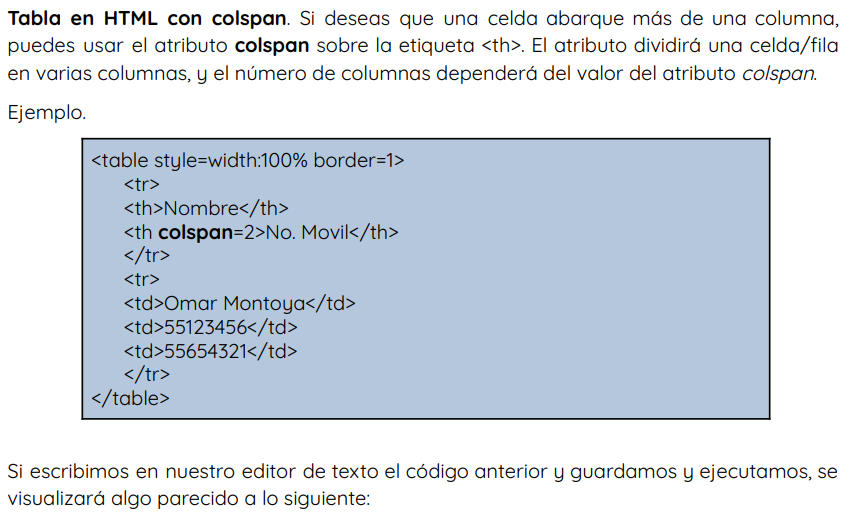 Tabla en HTML con colspan. Si deseas que una celda abarque más de una columna,
puedes usar el atributo colspan sobre la etiqueta <th>. El atributo dividirá una celda/fila
en varias columnas, y el número de columnas dependerá del valor del atributo colspan.
Ejemplo.
<table style=width:100% border=1>
<tr>
<th>Nombre</th>
<th colspan=2>No. Movil</th>
</tr>
<tr>
<td>Omar Montoya</td>
<td>55123456</td>
<td>55654321</td>
</tr>
</table>
Si escribimos en nuestro editor de texto el código anterior y guardamos y ejecutamos, se
visualizará algo parecido a lo siguiente: